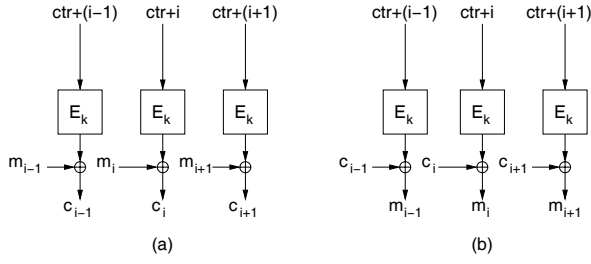 ctr+(i−1) ctr+i ctr+(i+1) ctr+(i−1) ctr+i ctr+(i+1)
E_k E_k E_k E_k E_k E_k
m_{i−1} m_i m_{i+1} c_{i−1} c_i c_{i+1}
c_{i−1} c_i c_{i+1} m_{i−1} m_i m_{i+1}
(a) (b)